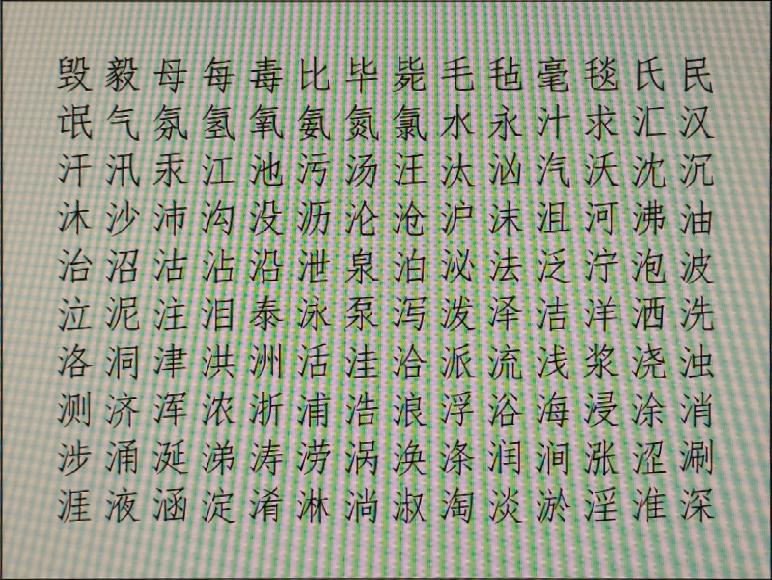 毁毅母每毒比毕毙毛毡毫毯氏民
氓气氛氢氧氨氮氯水永汁求汇汉
汗汛汞江池污汤汪汰汹汽沃沈沉
沐沙沛沟没沥沦沧沪沫沮河沸油
治沼沽沾沿泄泉泊泌法泛泞泡波
泣泥注泪泰泳泵泻泼泽洁洋洒洗
洛洞津洪洲活洼洽派流浅浆浇浊
测济浑浓浙浦浩浪浮浴海浸涂消
涉涌涎涕涛涝涡涣涤润涧涨涩涮
涯液涵淀淆淋淌淑淘淡淤淫淮深